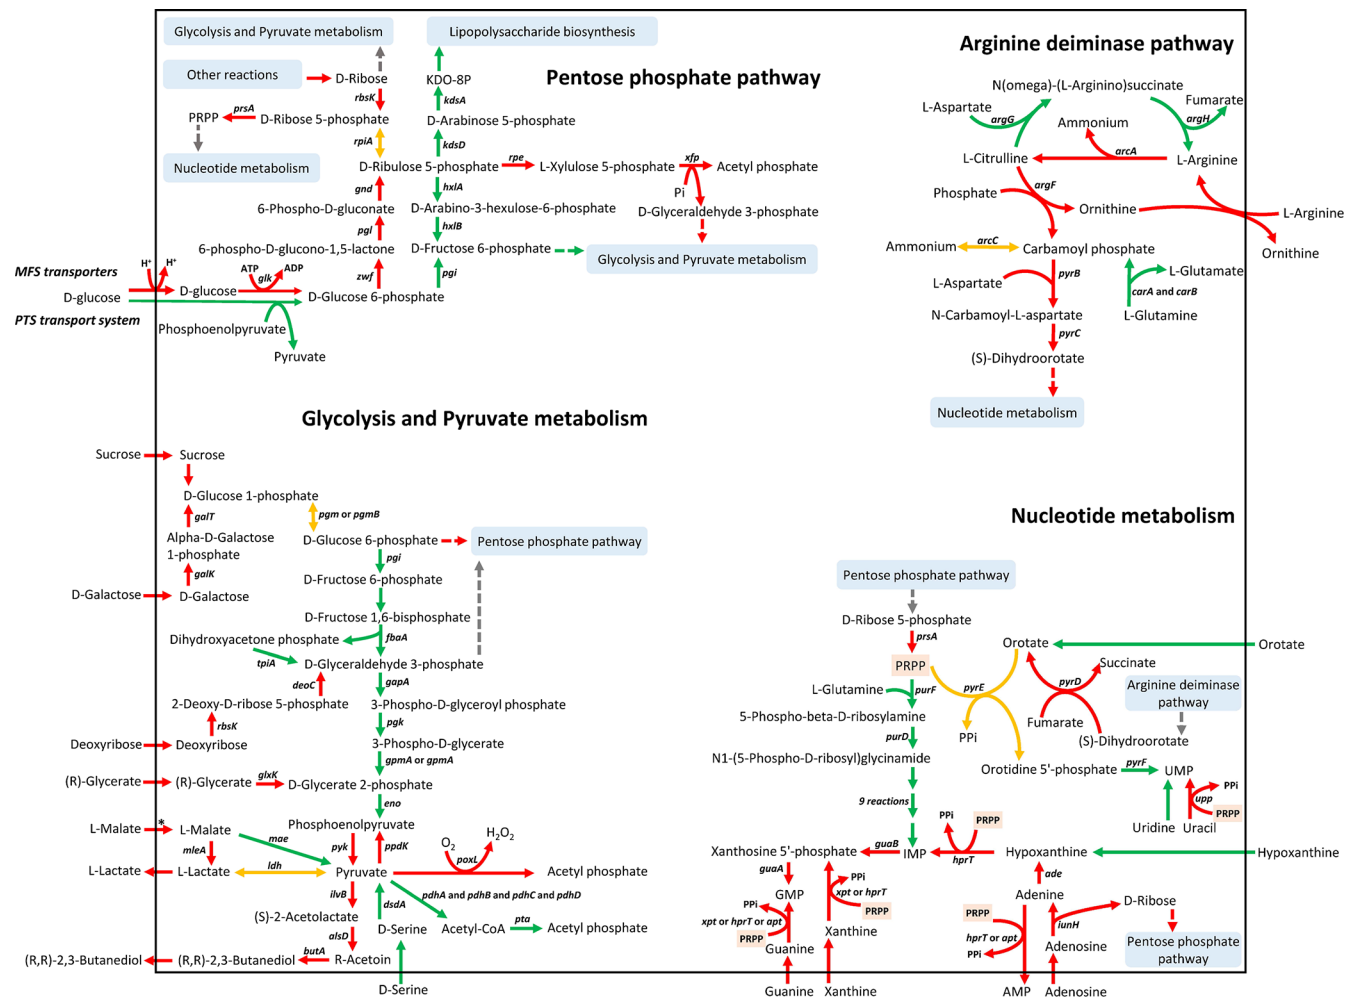 Glycolysis and Pyruvate metabolism
Lipopolysaccharide biosynthesis
Other reactions
D-Ribose
KDO-8P
Pentose phosphate pathway
rbsK
kdsA
prsA
PRPP
D-Ribose 5-phosphate
D-Arabinose 5-phosphate
rpiA
kdsD
Nucleotide metabolism
D-Ribulose 5-phosphate
rpe
L-Xylulose 5-phosphate
xfp
Acetyl phosphate
gnd
hxlA
Pi
6-Phospho-D-gluconate
D-Arabino-3-hexulose-6-phosphate
D-Glyceraldehyde 3-phosphate
pgl
hxlB
6-phospho-D-glucono-1,5-lactone
D-Fructose 6-phosphate
Glycolysis and Pyruvate metabolism
MFS transporters
H+
H+
ATP
ADP
glk
zwf
pgi
D-glucose
D-glucose
D-Glucose 6-phosphate
PTS transport system
Phosphoenolpyruvate
Pyruvate
Arginine deiminase pathway
N(omega)-(L-Arginino)succinate
L-Aspartate
Fumarate
argG
argH
Ammonium
arcA
L-Citrulline
L-Arginine
argF
Phosphate
Ornithine
L-Arginine
Ammonium
arcC
Carbamoyl phosphate
Ornithine
L-Aspartate
pyrB
L-Glutamate
carA and carB
N-Carbamoyl-L-aspartate
L-Glutamine
pyrC
(S)-Dihydroorotate
Nucleotide metabolism
Glycolysis and Pyruvate metabolism
Sucrose
Sucrose
D-Glucose 1-phosphate
galT
pgm or pgmB
Alpha-D-Galactose
1-phosphate
D-Glucose 6-phosphate
Pentose phosphate pathway
pgi
galK
D-Fructose 6-phosphate
D-Galactose
D-Galactose
D-Fructose 1,6-bisphosphate
Dihydroxyacetone phosphate
fbaA
tpiA
D-Glyceraldehyde 3-phosphate
deoC
gapA
2-Deoxy-D-ribose 5-phosphate
3-Phospho-D-glyceroyl phosphate
rbsK
pgk
Deoxyribose
Deoxyribose
3-Phospho-D-glycerate
gpmA or gpmA
(R)-Glycerate
(R)-Glycerate
glxK
D-Glycerate 2-phosphate
eno
Phosphoenolpyruvate
L-Malate
*
L-Malate
mae
pyk
ppdK
O2
H2O2
mleA
poxL
L-Lactate
L-Lactate
ldh
Pyruvate
Acetyl phosphate
ilvB
dsdA
pdhA and pdhB and pdhC and pdhD
(S)-2-Acetolactate
pta
alsD
D-Serine
Acetyl-CoA
Acetyl phosphate
butA
(R,R)-2,3-Butanediol
(R,R)-2,3-Butanediol
R-Acetoin
D-Serine
Nucleotide metabolism
Pentose phosphate pathway
D-Ribose 5-phosphate
prsA
Orotate
Orotate
PRPP
Succinate
L-Glutamine
purF
pyrE
pyrD
Arginine deiminase
pathway
5-Phospho-beta-D-ribosylamine
Fumarate
purD
PPi
(S)-Dihydroorotate
N1-(5-Phospho-D-ribosyl)glycinamide
Orotidine 5'-phosphate
pyrF
UMP
PPi
9 reactions
upp
PRPP
PPi
PRPP
Uridine
Uracil
Xanthosine 5'-phosphate
guaB
IMP
hprT
Hypoxanthine
Hypoxanthine
guaA
PPi
ade
GMP
xpt or hprT
Adenine
PPi
PRPP
PRPP
D-Ribose
xpt or hprT or apt
iunH
PRPP
Xanthine
hprT or apt
Guanine
PPi
Adenosine
Pentose phosphate
pathway
Guanine
Xanthine
AMP
Adenosine